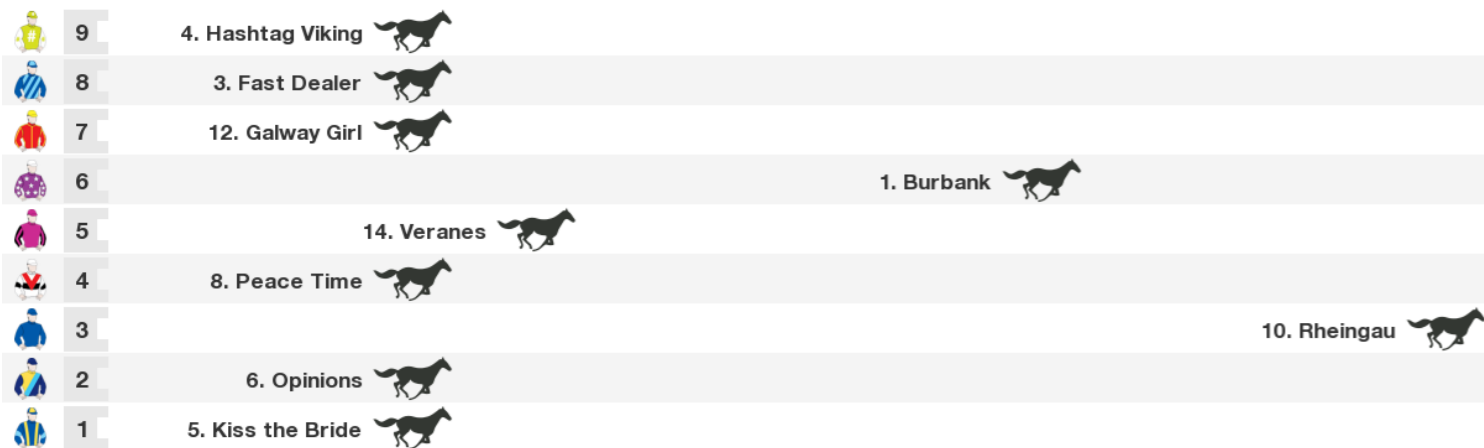 # 9 4. Hashtag Viking
8 3. Fast Dealer
7 12. Galway Girl
6 1. Burbank
5 14. Veranes
4 8. Peace Time
3 10. Rheingau
2 6. Opinions
1 5. Kiss the Bride